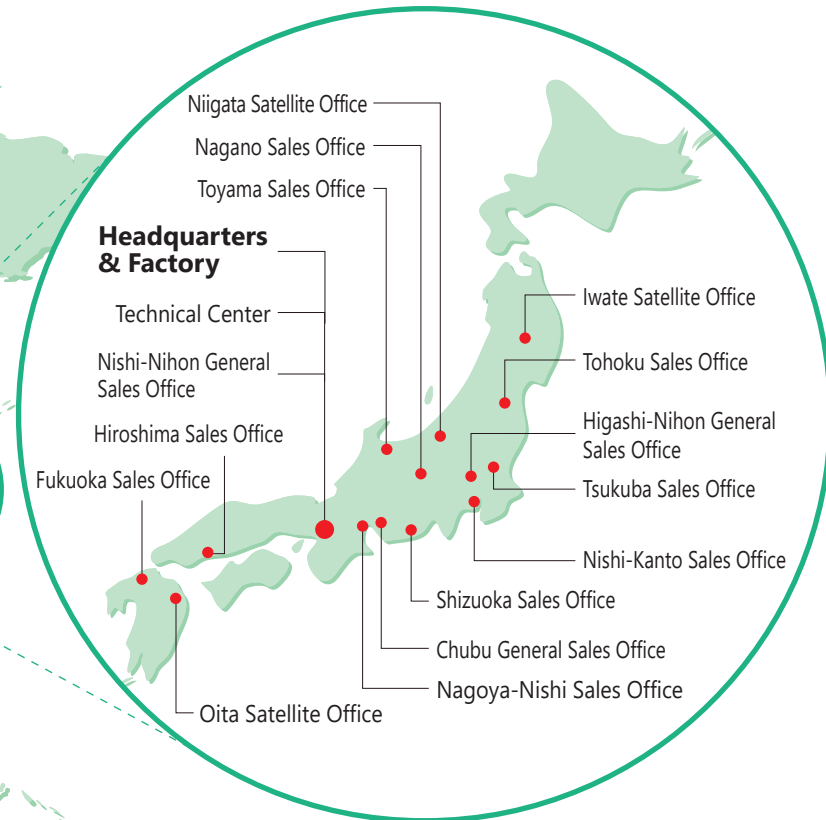 Niigata Satellite Office
Nagano Sales Office
Toyama Sales Office
Headquarters
& Factory
Technical Center
Nishi-Nihon General
Sales Office
Hiroshima Sales Office
Fukuoka Sales Office
Iwate Satellite Office
Tohoku Sales Office
Higashi-Nihon General
Sales Office
Tsukuba Sales Office
Nishi-Kanto Sales Office
Shizuoka Sales Office
Chubu General Sales Office
Nagoya-Nishi Sales Office
Oita Satellite Office